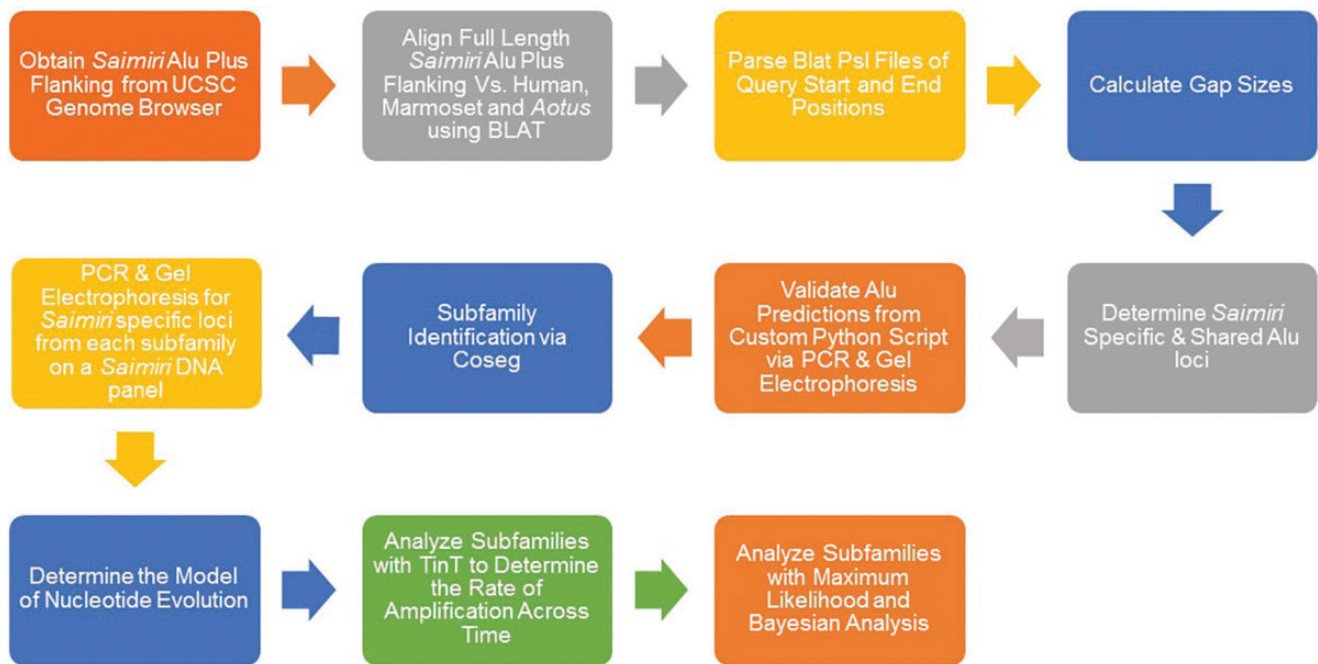 Obtain Saimiri Alu Plus
Flanking from UCSC
Genome Browser
Align Full Length
Saimiri Alu Plus
Flanking Vs. Human,
Marmoset and Aotus
using BLAT
Parse Blat Psl Files of
Query Start and End
Positions
Calculate Gap Sizes
PCR & Gel
Electrophoresis for
Saimiri specific loci
from each subfamily
on a Saimiri DNA
panel
Subfamily
Identification via
Coseg
Validate Alu
Predictions from
Custom Python Script
via PCR & Gel
Electrophoresis
Determine Saimiri
Specific & Shared Alu
loci
Determine the Model
of Nucleotide Evolution
Analyze Subfamilies
with TinT to Determine
the Rate of
Amplification Across
Time
Analyze Subfamilies
with Maximum
Likelihood and
Bayesian Analysis